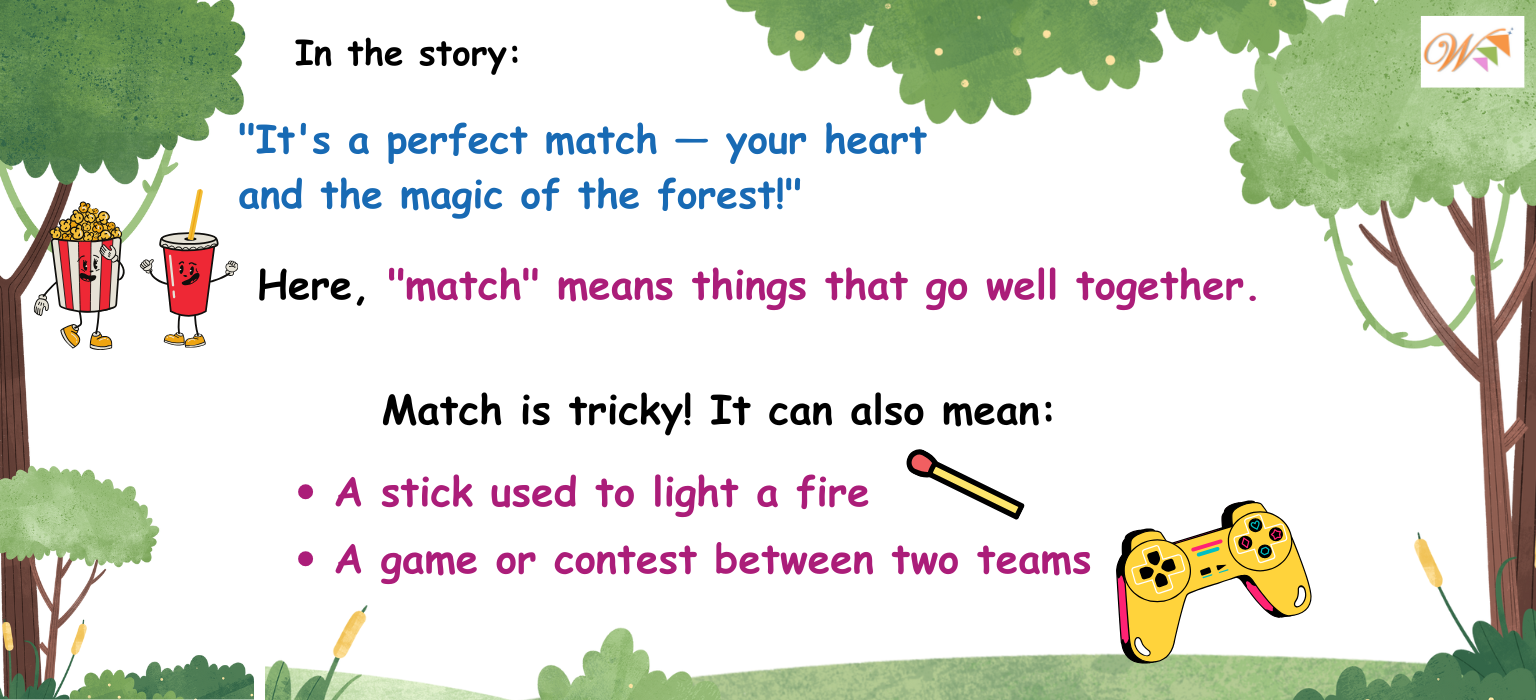 In the story:
"It's a perfect match — your heart
and the magic of the forest!"
Here, "match" means things that go well together.
Match is tricky! It can also mean:
• A stick used to light a fire
• A game or contest between two teams
W